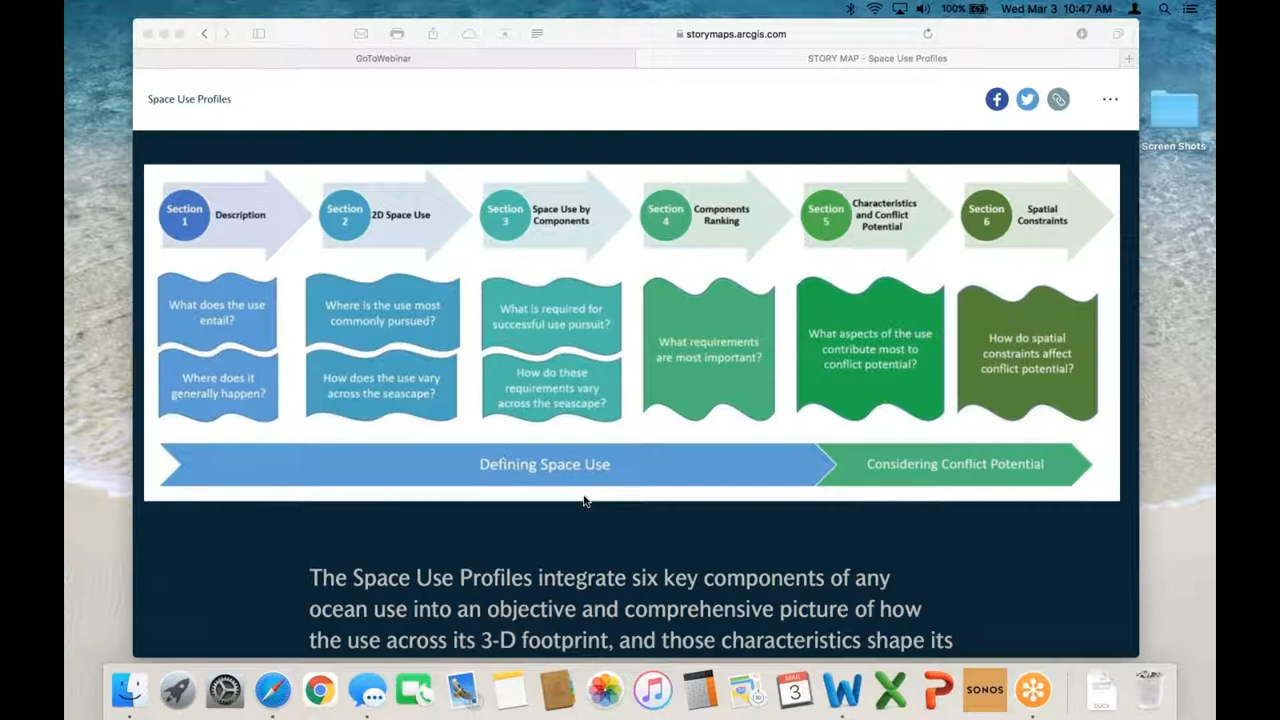 100%
Wed Mar 3 10:47 AM
storymaps.arcgis.com
GoToWebinar
STORY MAP - Space Use Profiles
Space Use Profiles
Screen Shots
Section
1
Description
Section
2
2D Space Use
Section
3
Space Use by
Components
Section
4
Components
Ranking
Section
5
Characteristics
and Conflict
Potential
Section
6
Spatial
Constraints
What does the use
entail?
Where does it
generally happen?
Where is the use most
commonly pursued?
How does the use vary
across the seascape?
What is required for
successful use pursuit?
How do these
requirements vary
across the seascape?
What requirements
are most important?
What aspects of the use
contribute most to
conflict potential?
How do spatial
constraints affect
conflict potential?
Defining Space Use
Considering Conflict Potential
The Space Use Profiles integrate six key components of any
ocean use into an objective and comprehensive picture of how
the use across its 3-D footprint, and those characteristics shape its
MAR
3
SONOS
DOCX